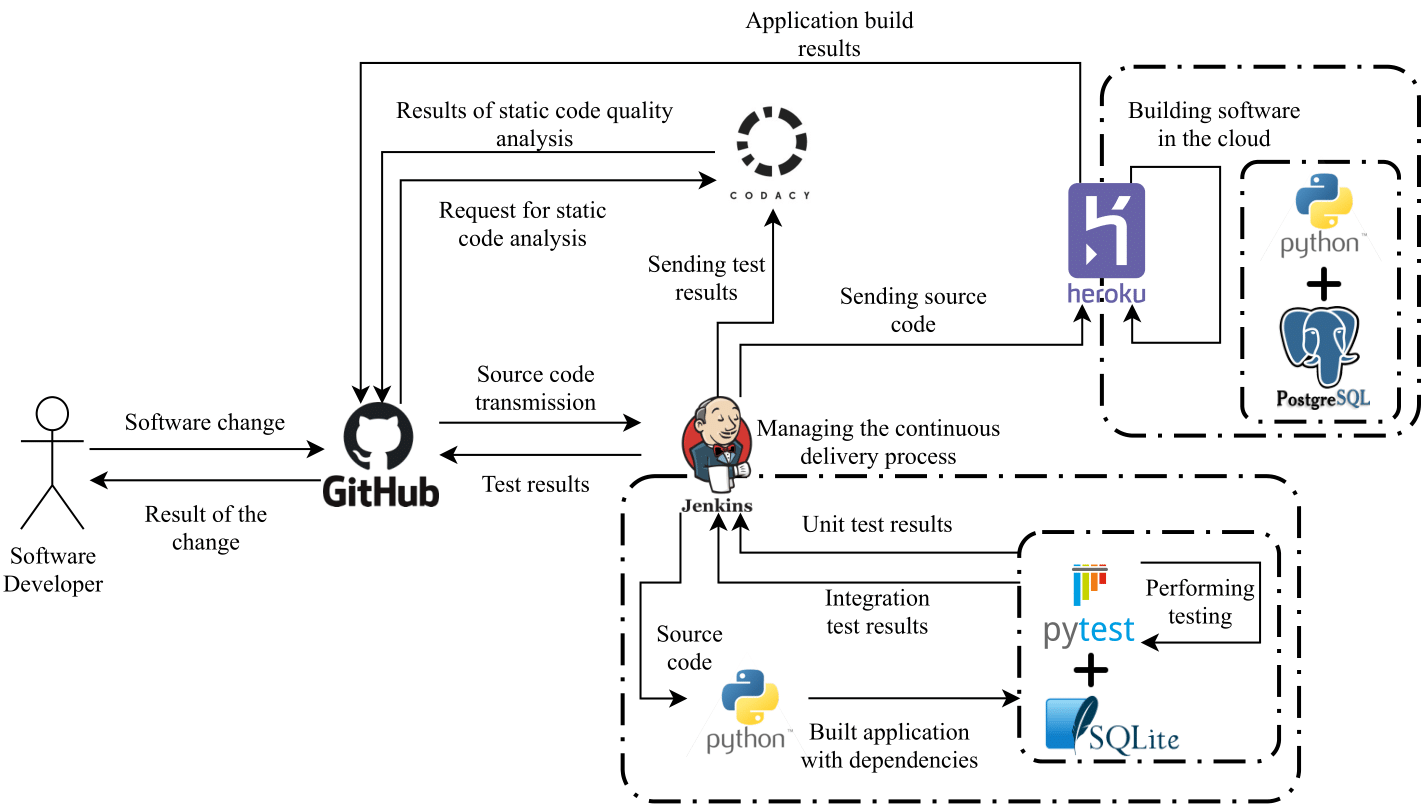 Application build
results
Results of static code quality
analysis
CODACY
Request for static
code analysis
Building software
in the cloud
python™
heroku
PostgreSQL
Sending test
results
Sending source
code
Source code
transmission
Software change
GitHub
Managing the continuous
delivery process
Test results
Jenkins
Result of the
change
Software
Developer
Unit test results
Integration
test results
Performing
testing
pytest
Source
code
python™
SQLite
Built application
with dependencies